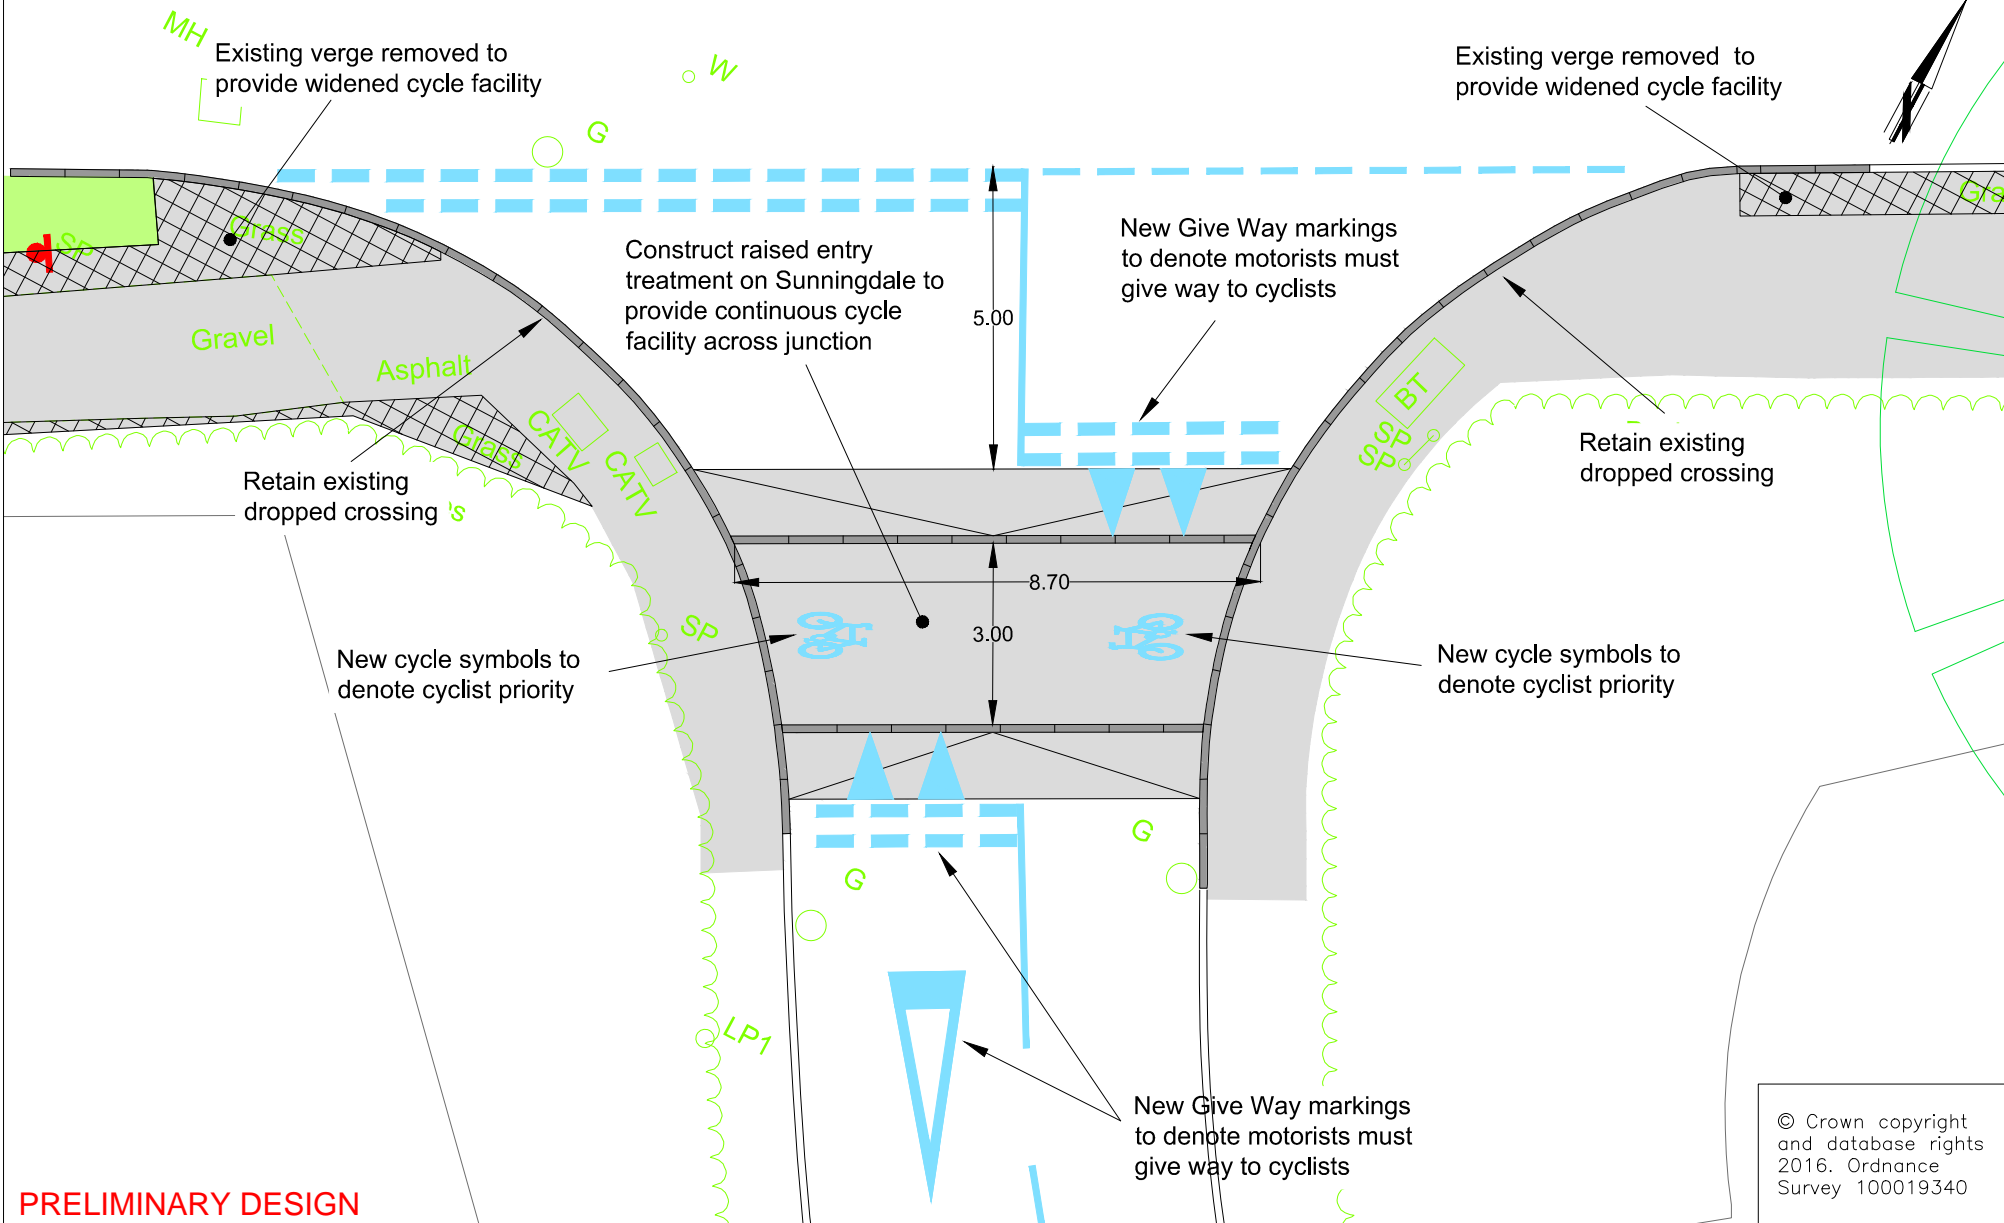 MH
Existing verge removed to
provide widened cycle facility
W
G
Existing verge removed to
provide widened cycle facility
Grass
SP
Gravel
Asphalt
Construct raised entry
treatment on Sunningdale to
provide continuous cycle
facility across junction
5.00
New Give Way markings
to denote motorists must
give way to cyclists
BT
SP
SP
Retain existing
dropped crossing
Grass
CATV
CATV
Retain existing
dropped crossing
8.70
3.00
SP
New cycle symbols to
denote cyclist priority
New cycle symbols to
denote cyclist priority
G
G
LP1
New Give Way markings
to denote motorists must
give way to cyclists
© Crown copyright
and database rights
2016. Ordnance
Survey 100019340
PRELIMINARY DESIGN